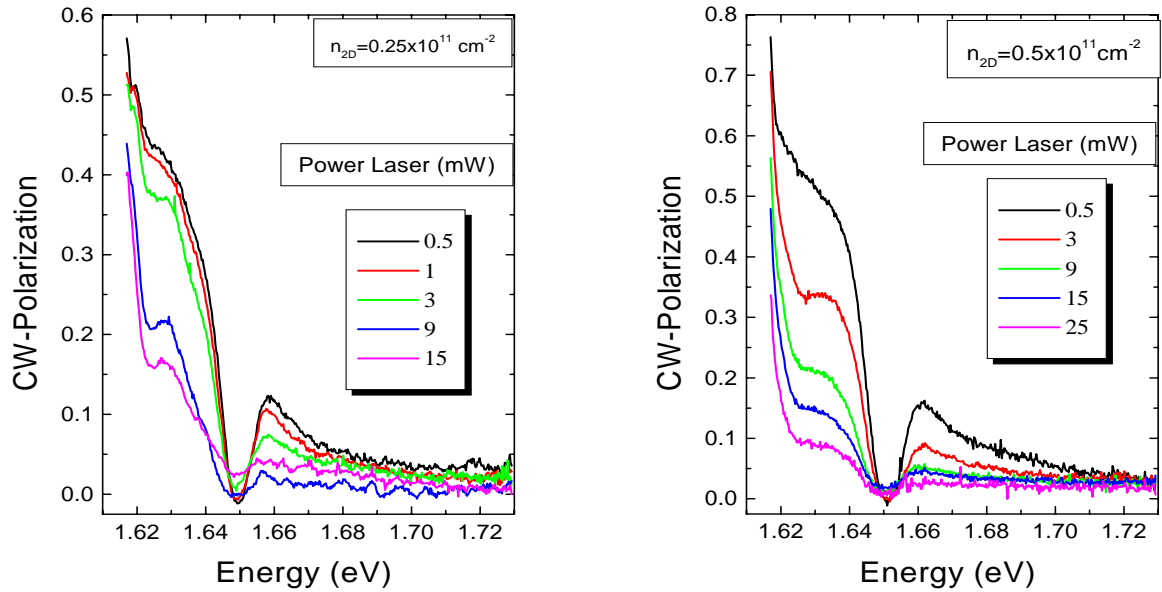 n2D=0.25x10^11 cm^-2
Power Laser (mW)
0.5
1
3
9
15
0.6
0.5
0.4
0.3
0.2
0.1
0.0
CW-Polarization
1.62 1.64 1.66 1.68 1.70 1.72
Energy (eV)
n2D=0.5x10^11 cm^-2
Power Laser (mW)
0.5
3
9
15
25
0.8
0.7
0.6
0.5
0.4
0.3
0.2
0.1
0.0
CW-Polarization
1.62 1.64 1.66 1.68 1.70 1.72
Energy (eV)